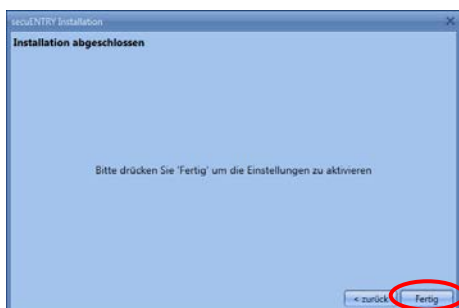 secuENTRY Installation
Installation abgeschlossen
Bitte drücken Sie 'Fertig' um die Einstellungen zu aktivieren
< zurück
Fertig